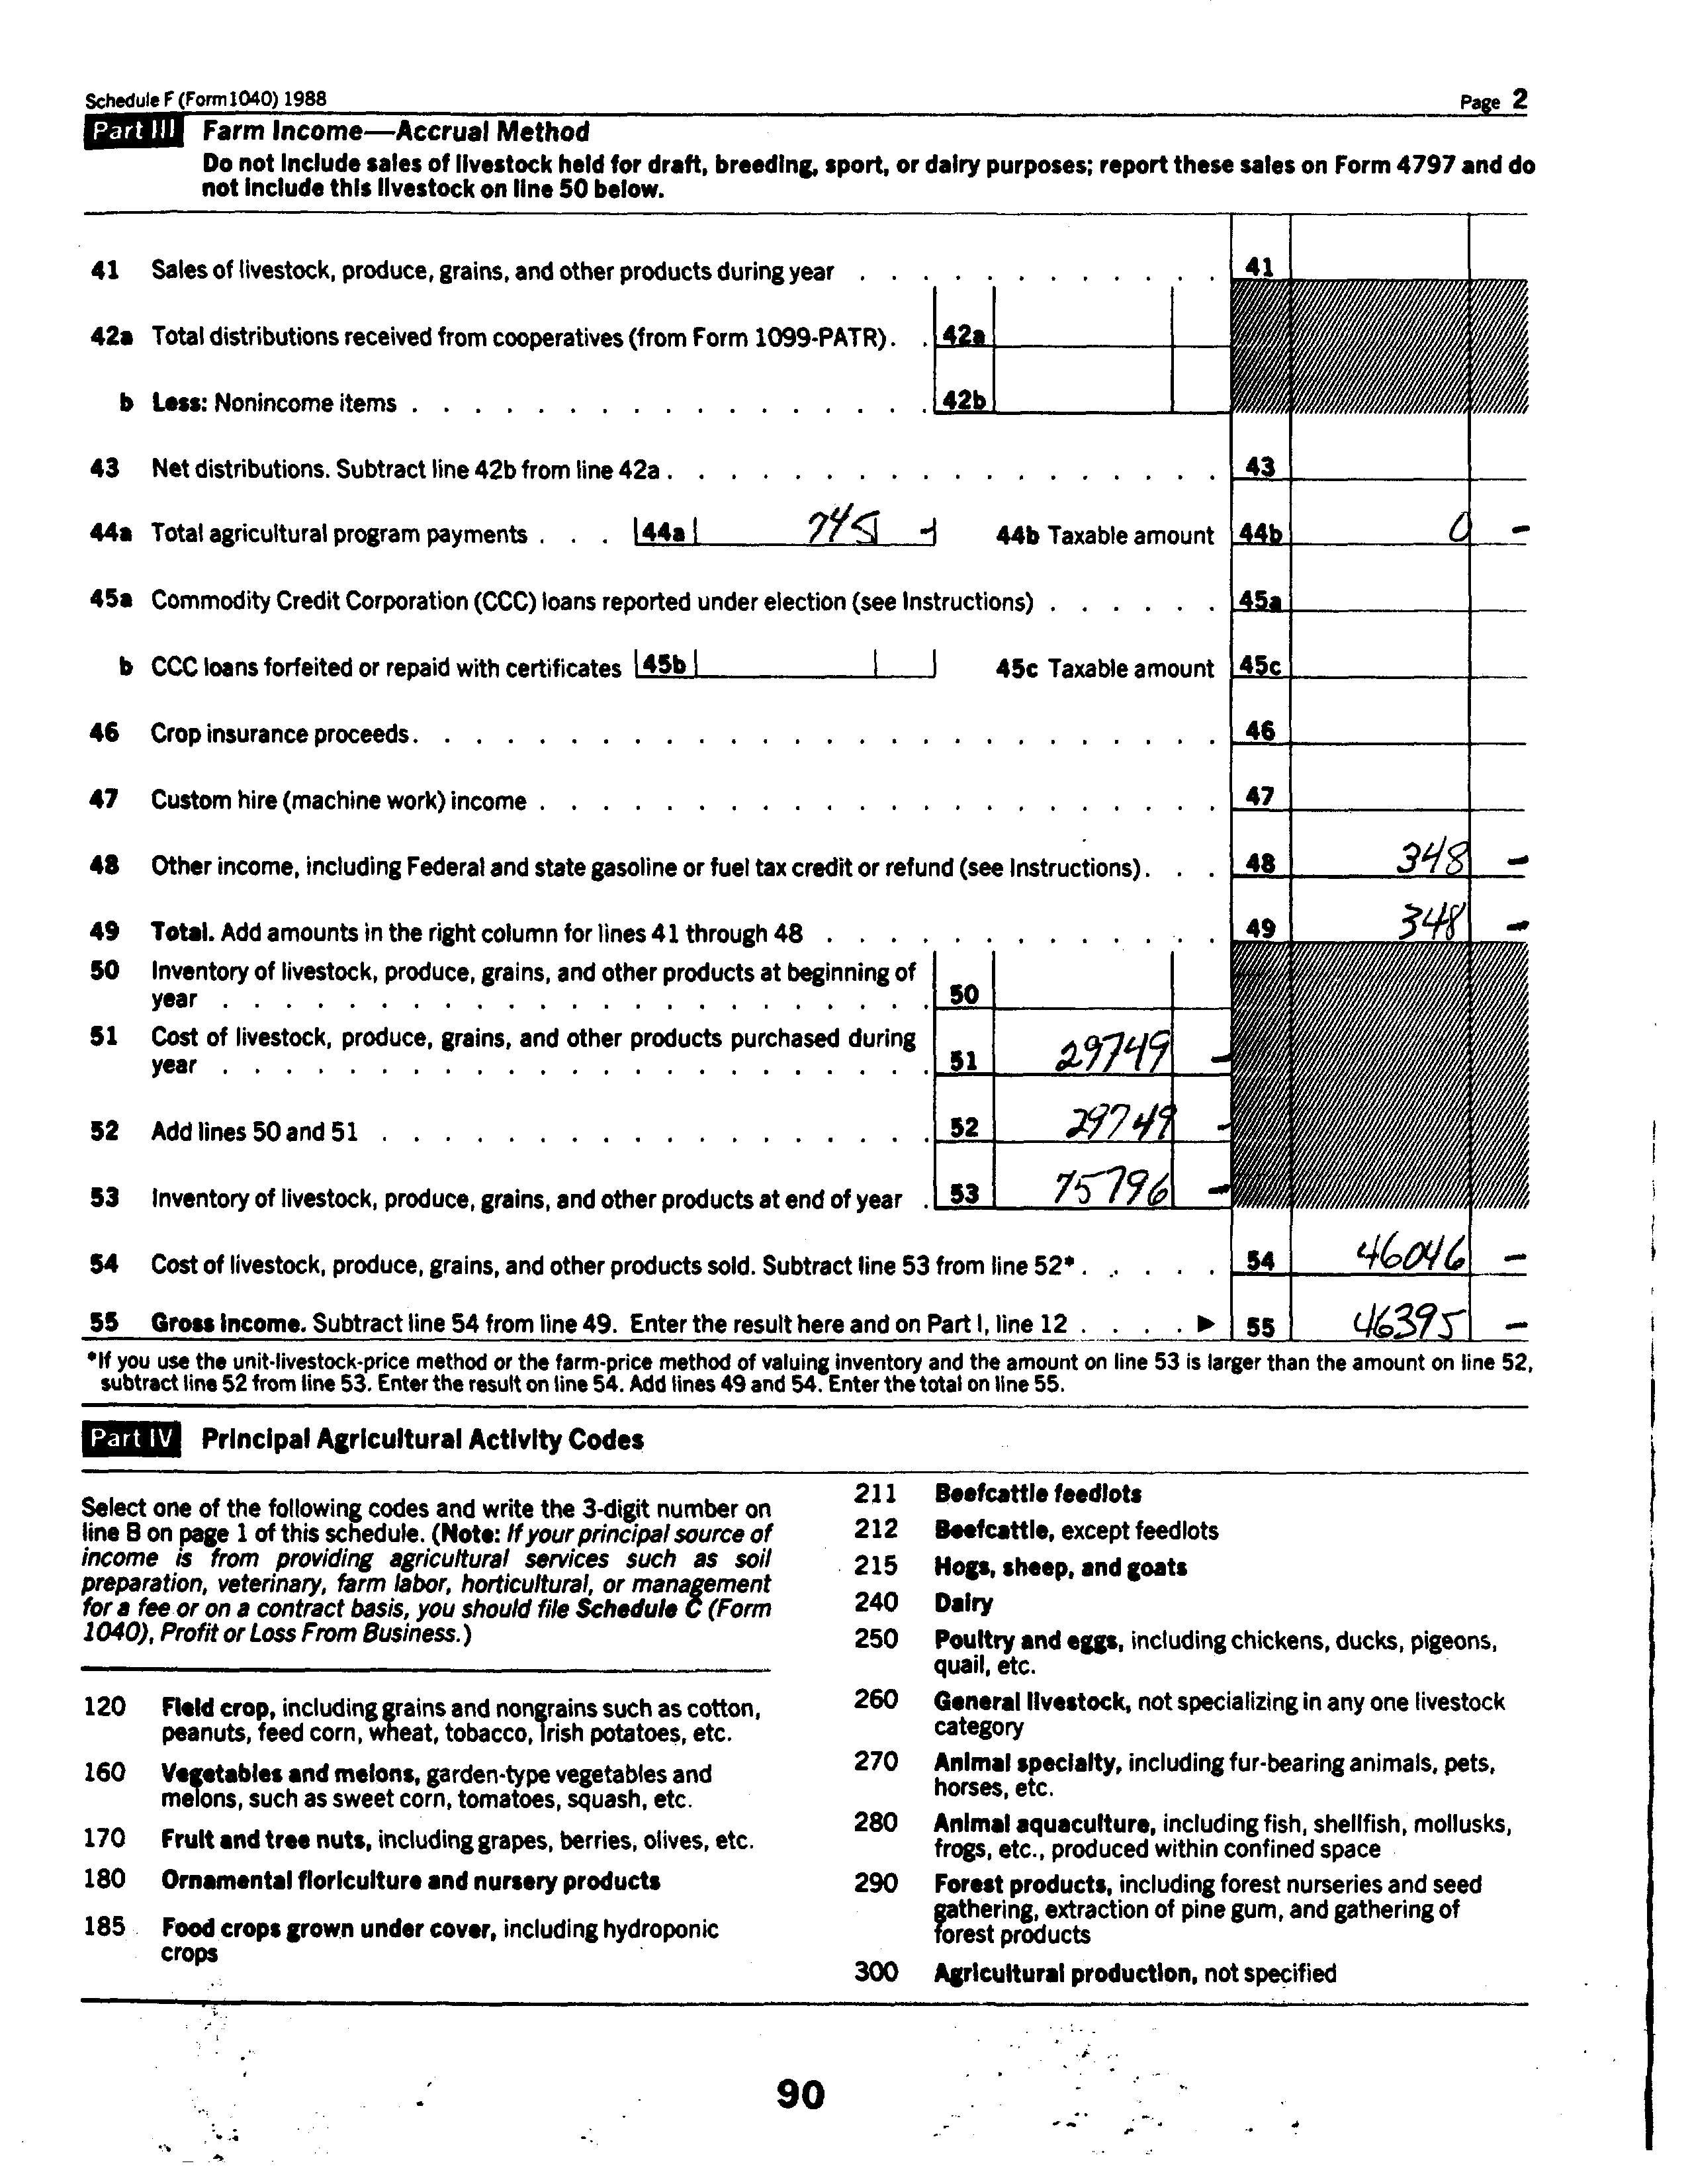 Schedule F (Form 1040) 1988 Page 2
Part III Farm Income—Accrual Method
Do not include sales of livestock held for draft, breeding, sport, or dairy purposes; report these sales on Form 4797 and do
not include this livestock on line 50 below.
41 Sales of livestock, produce, grains, and other products during year . . . . . . . . . . . . 41
42a Total distributions received from cooperatives (from Form 1099-PATR). . 42a
b Less: Nonincome items . . . . . . . . . . . . . . . . . 42b
43 Net distributions. Subtract line 42b from line 42a . . . . . . . . . . . . . . . . . . 43
44a Total agricultural program payments . . . 44a 745 - 44b Taxable amount 44b 0 -
45a Commodity Credit Corporation (CCC) loans reported under election (see Instructions) . . . . . . 45a
b CCC loans forfeited or repaid with certificates 45b 45c Taxable amount 45c
46 Crop insurance proceeds. . . . . . . . . . . . . . . . . . . . . . . . . . 46
47 Custom hire (machine work) income . . . . . . . . . . . . . . . . . . . . . . 47
48 Other income, including Federal and state gasoline or fuel tax credit or refund (see Instructions) . . . 48 348 -
49 Total. Add amounts in the right column for lines 41 through 48 . . . . . . . . . . . . . 49 348 -
50 Inventory of livestock, produce, grains, and other products at beginning of
year . . . . . . . . . . . . . . . . . . . . . . . 50
51 Cost of livestock, produce, grains, and other products purchased during
year . . . . . . . . . . . . . . . . . . . . . . . 51 29749 -
52 Add lines 50 and 51 . . . . . . . . . . . . . . . . . . 52 29749 -
53 Inventory of livestock, produce, grains, and other products at end of year . 53 75796 -
54 Cost of livestock, produce, grains, and other products sold. Subtract line 53 from line 52* . . . . . 54 46046 -
55 Gross income. Subtract line 54 from line 49. Enter the result here and on Part I, line 12 . . . . ▶ 55 46395 -
*If you use the unit-livestock-price method or the farm-price method of valuing inventory and the amount on line 53 is larger than the amount on line 52,
subtract line 52 from line 53. Enter the result on line 54. Add lines 49 and 54. Enter the total on line 55.
Part IV Principal Agricultural Activity Codes
Select one of the following codes and write the 3-digit number on
line B on page 1 of this schedule. (Note: If your principal source of
income is from providing agricultural services such as soil
preparation, veterinary, farm labor, horticultural, or management
for a fee or on a contract basis, you should file Schedule C (Form
1040), Profit or Loss From Business.)
120 Field crop, including grains and nongrains such as cotton,
peanuts, feed corn, wheat, tobacco, Irish potatoes, etc.
160 Vegetables and melons, garden-type vegetables and
melons, such as sweet corn, tomatoes, squash, etc.
170 Fruit and tree nuts, including grapes, berries, olives, etc.
180 Ornamental floriculture and nursery products
185 Food crops grown under cover, including hydroponic
crops
211 Beefcattle feedlots
212 Beefcattle, except feedlots
215 Hogs, sheep, and goats
240 Dairy
250 Poultry and eggs, including chickens, ducks, pigeons,
quail, etc.
260 General livestock, not specializing in any one livestock
category
270 Animal specialty, including fur-bearing animals, pets,
horses, etc.
280 Animal aquaculture, including fish, shellfish, mollusks,
frogs, etc., produced within confined space
290 Forest products, including forest nurseries and seed
gathering, extraction of pine gum, and gathering of
forest products
300 Agricultural production, not specified
90